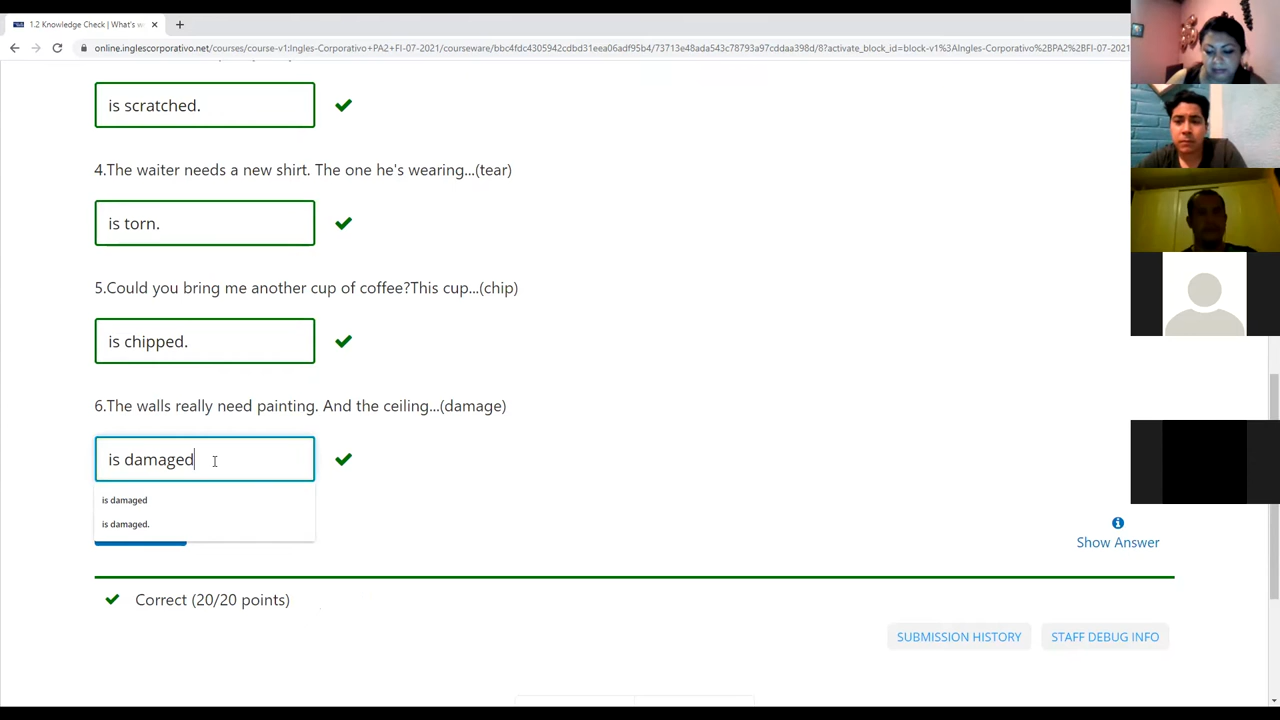 1.2 Knowledge Check | What's w
online.inglescorporativo.net/courses/course-v1:Ingles-Corporativo+PA2+FI-07-2021/courseware/bbc4fdc4305942cdbd31eea06adf95b4/73713e48ada543c78793a97cddaa398d/8?activate_block_id=block-v1%3AIngles-Corporativo%2BPA2%2BFI-07-2021
is scratched.
4.The waiter needs a new shirt. The one he's wearing...(tear)
is torn.
5.Could you bring me another cup of coffee?This cup...(chip)
is chipped.
6.The walls really need painting. And the ceiling...(damage)
is damaged
is damaged
is damaged.
Show Answer
Correct (20/20 points)
SUBMISSION HISTORY
STAFF DEBUG INFO